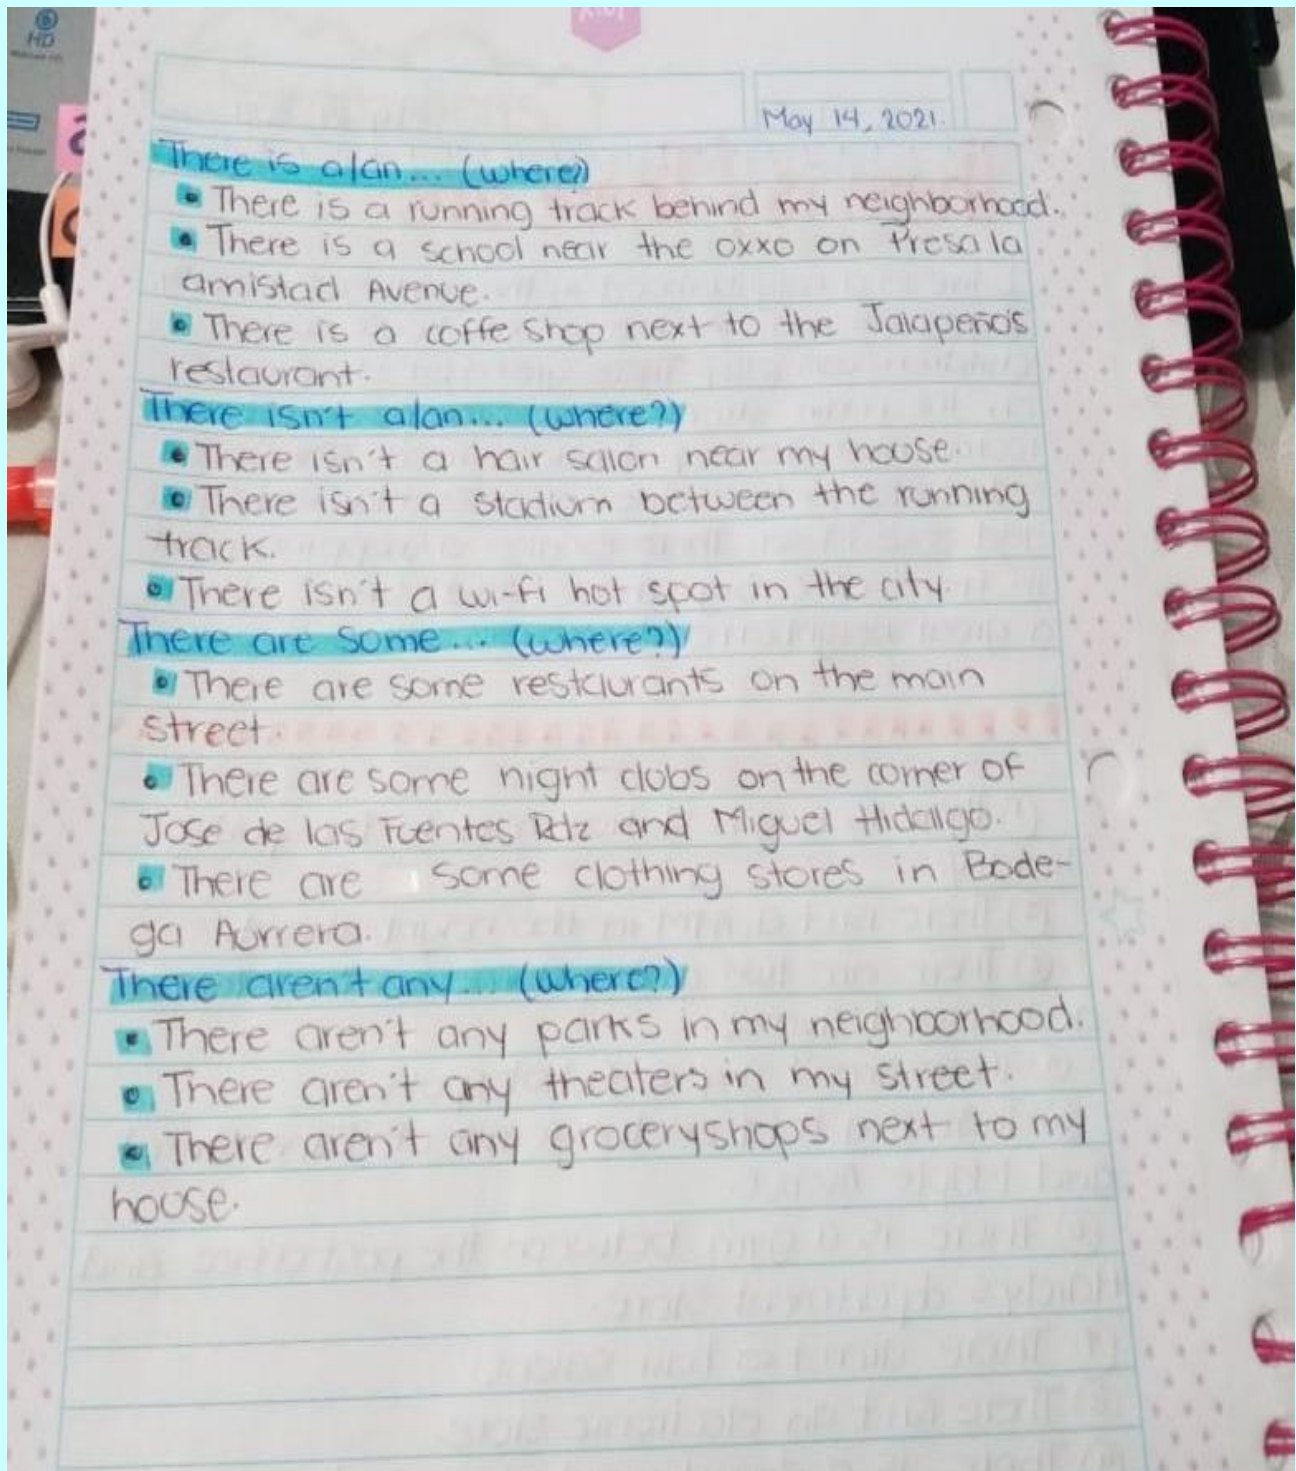 HD
May 14, 2021.
There is a/an... (where?)
• There is a running track behind my neighborhood.
• There is a school near the oxxo on Presa la
amistad Avenue.
• There is a coffe shop next to the Jalapeño's
restaurant.
There isn't a/an... (where?)
• There isn't a hair salon near my house.
• There isn't a stadium between the running
track.
• There isn't a wi-fi hot spot in the city.
There are some... (where?)
• There are some restaurants on the main
street.
• There are some night clubs on the corner of
Jose de las Fuentes Rdz and Miguel Hidalgo.
• There are some clothing stores in Bode-
ga Aurrera.
There aren't any... (where?)
• There aren't any parks in my neighborhood.
• There aren't any theaters in my street.
• There aren't any grocery shops next to my
house.